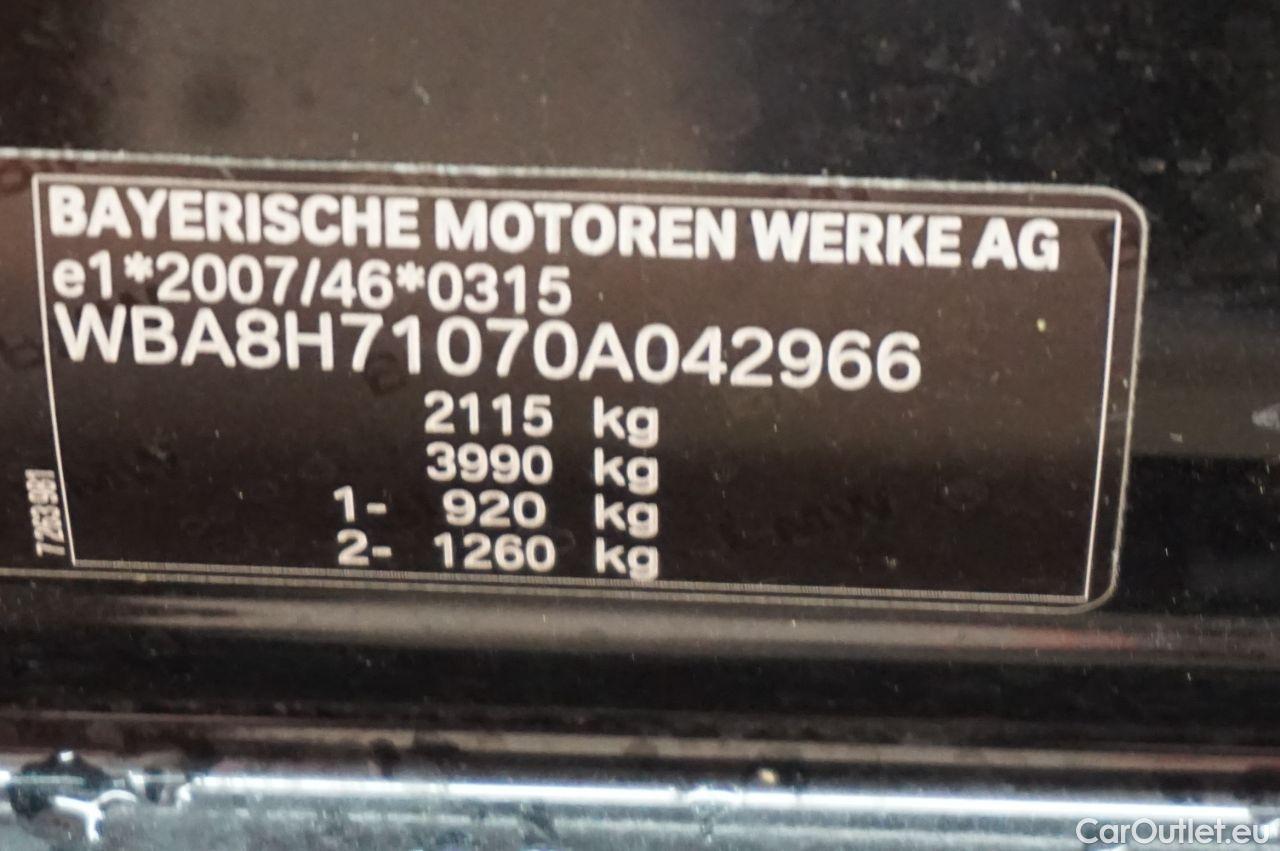 BAYERISCHE MOTOREN WERKE AG
e1*2007/46*0315
WBA8H71070A042966
2115 kg
3990 kg
1- 920 kg
2- 1260 kg
7263961
CarOutlet.eu